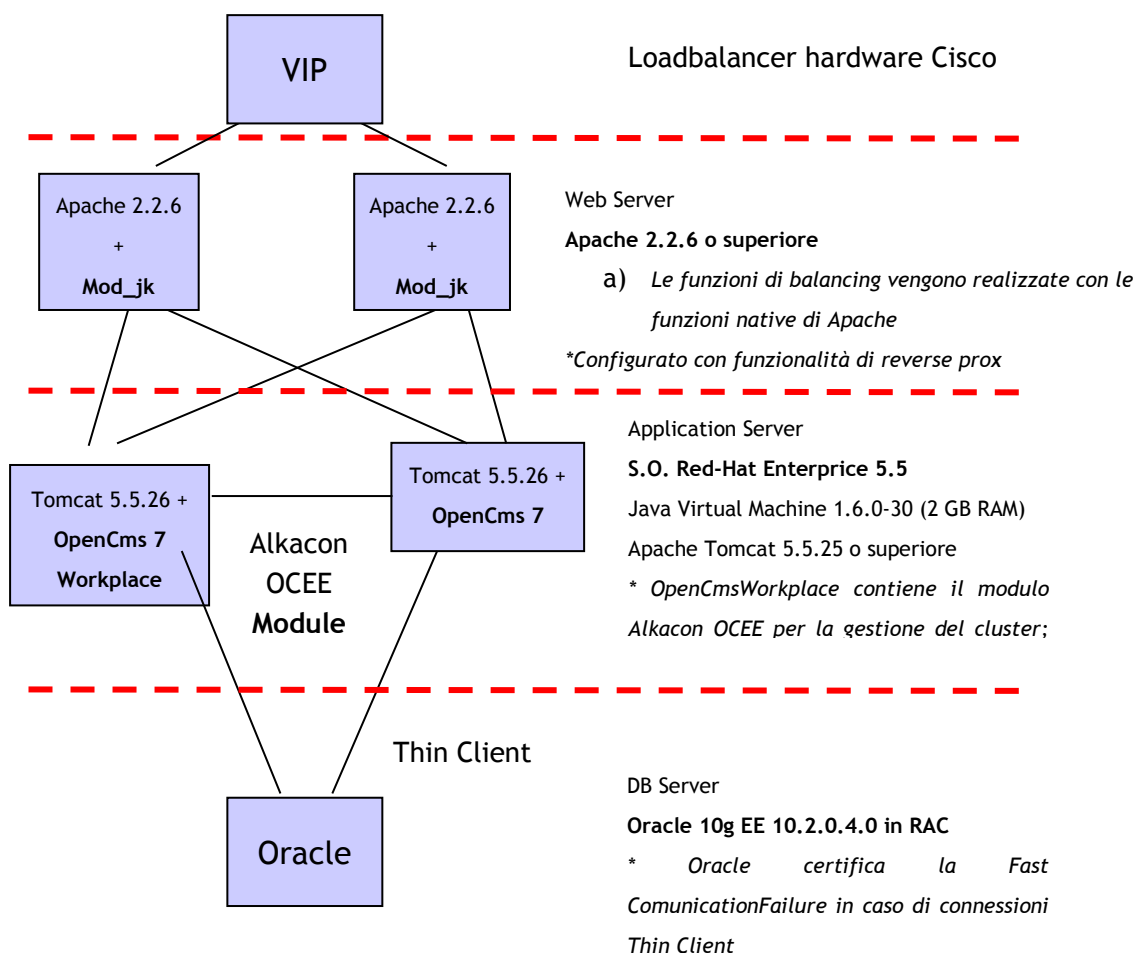 VIP
Loadbalancer hardware Cisco
Apache 2.2.6
+
Mod_jk
Apache 2.2.6
+
Mod_jk
Web Server
Apache 2.2.6 o superiore
a) Le funzioni di balancing vengono realizzate con le
funzioni native di Apache
*Configurato con funzionalità di reverse prox
Tomcat 5.5.26 +
OpenCms 7
Workplace
Alkacon
OCEE
Module
Tomcat 5.5.26 +
OpenCms 7
Application Server
S.O. Red-Hat Enterprice 5.5
Java Virtual Machine 1.6.0-30 (2 GB RAM)
Apache Tomcat 5.5.25 o superiore
* OpenCmsWorkplace contiene il modulo
Alkacon OCEE per la gestione del cluster;
Thin Client
Oracle
DB Server
Oracle 10g EE 10.2.0.4.0 in RAC
* Oracle certifica la Fast
ComunicationFailure in caso di connessioni
Thin Client